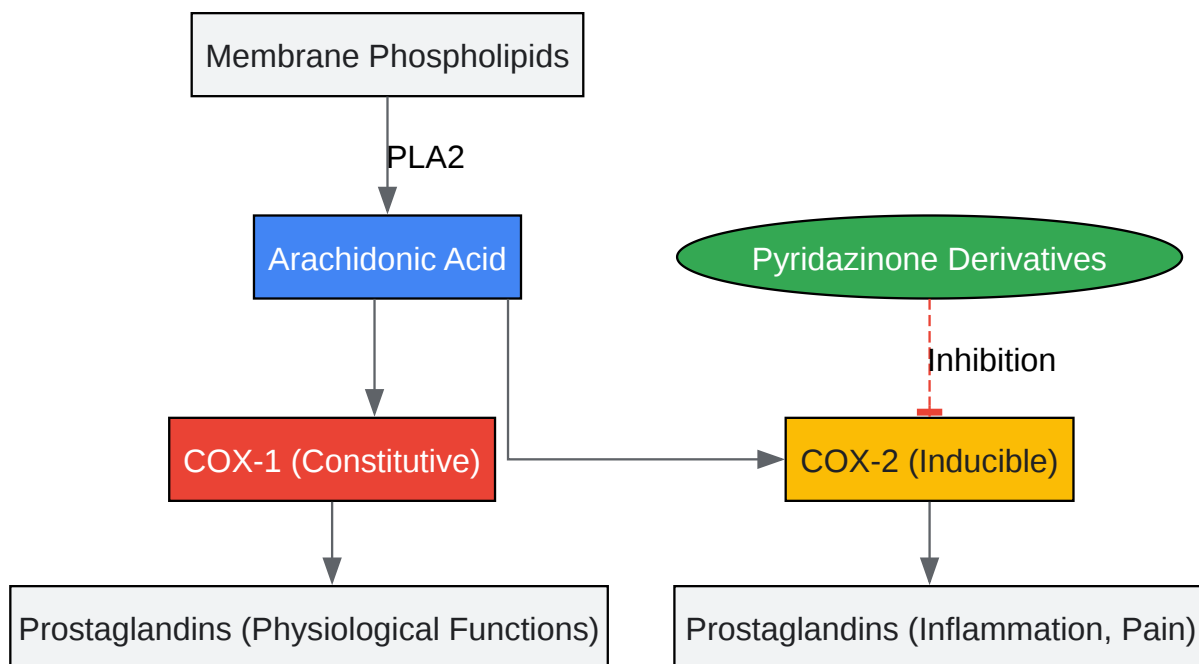 Membrane Phospholipids
PLA2
Arachidonic Acid
Pyridazinone Derivatives
Inhibition
COX-1 (Constitutive)
COX-2 (Inducible)
Prostaglandins (Physiological Functions)
Prostaglandins (Inflammation, Pain)